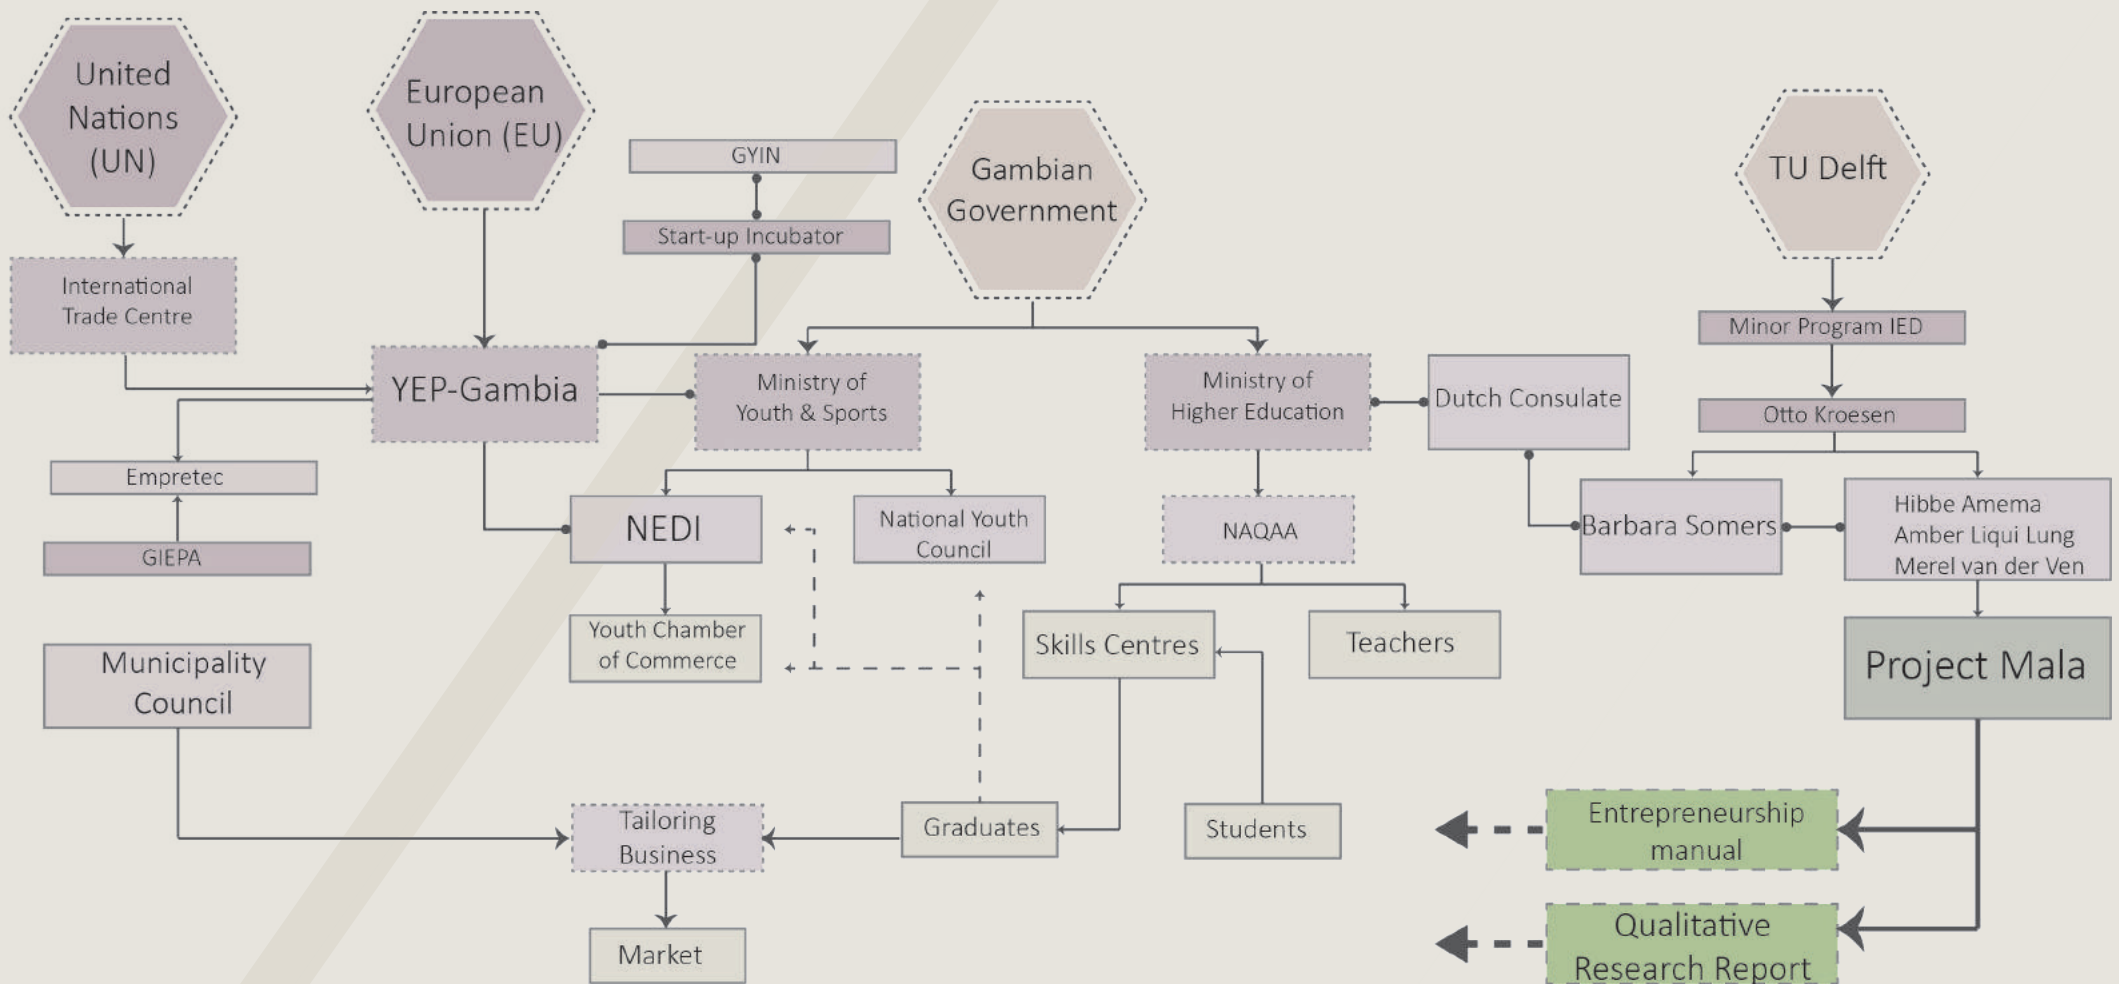 United
Nations
(UN)
European
Union (EU)
GYIN
Start-up Incubator
Gambian
Government
TU Delft
International
Trade Centre
Minor Program IED
YEP-Gambia
Ministry of
Youth & Sports
Ministry of
Higher Education
Dutch Consulate
Otto Kroesen
Empretec
GIEPA
NEDI
National Youth
Council
NAQAA
Barbara Somers
Hibbe Amema
Amber Liqui Lung
Merel van der Ven
Youth Chamber
of Commerce
Skills Centres
Teachers
Project Mala
Municipality
Council
Tailoring
Business
Graduates
Students
Entrepreneurship
manual
Market
Qualitative
Research Report